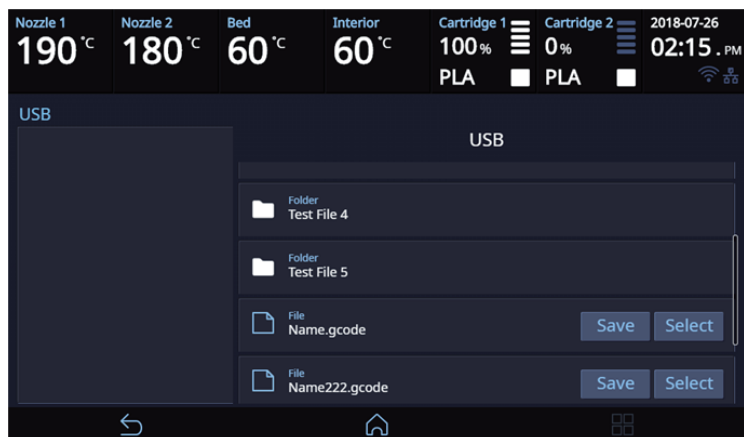 Nozzle 1
190 °C
Nozzle 2
180 °C
Bed
60 °C
Interior
60 °C
Cartridge 1
100 %
PLA
Cartridge 2
0 %
PLA
2018-07-26
02:15 . PM
USB
USB
Folder
Test File 4
Folder
Test File 5
File
Name.gcode
Save
Select
File
Name222.gcode
Save
Select